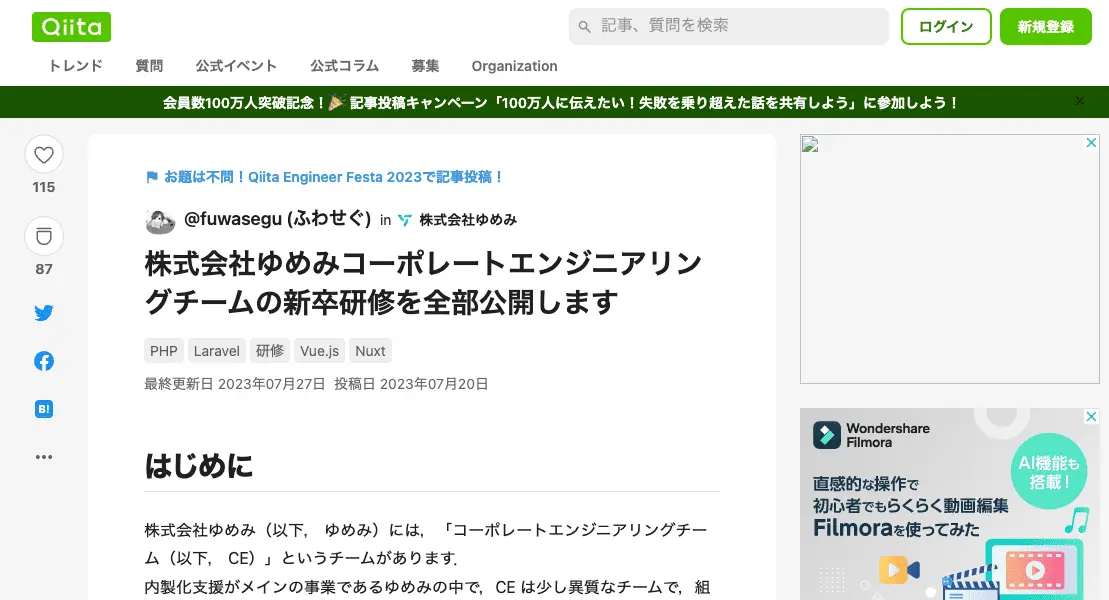 Qiita
記事、質問を検索
ログイン
新規登録
トレンド 質問 公式イベント 公式コラム 募集 Organization
会員数100万人突破記念！🎉 記事投稿キャンペーン「100万人に伝えたい！失敗を乗り越えた話を共有しよう」に参加しよう！
115
87
B!
お題は不問！Qiita Engineer Festa 2023で記事投稿！
@fuwasegu (ふわせぐ) in 株式会社ゆめみ
株式会社ゆめみコーポレートエンジニアリン
グチームの新卒研修を全部公開します
PHP Laravel 研修 Vue.js Nuxt
最終更新日 2023年07月27日 投稿日 2023年07月20日
はじめに
株式会社ゆめみ（以下， ゆめみ）には，「コーポレートエンジニアリングチー
ム（以下， CE）」というチームがあります．
内製化支援がメインの事業であるゆめみの中で，CE は少し異質なチームで，組
Wondershare
Filmora
AI機能も
搭載！
直感的な操作で
初心者でもらくらく動画編集
Filmoraを使ってみた